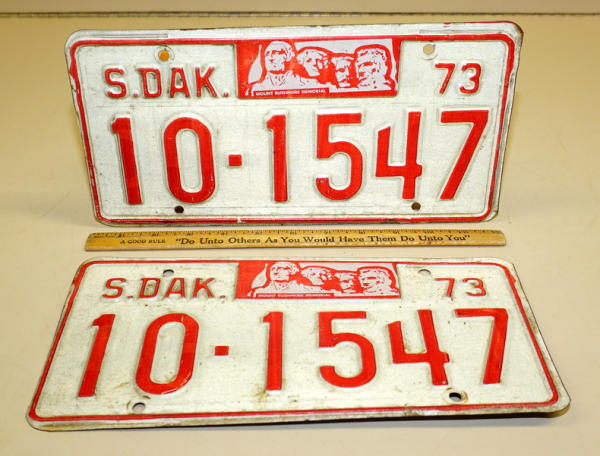 S.DAK. 73
MOUNT RUSHMORE MEMORIAL
10-1547
A GOOD RULE "Do Unto Others As You Would Have Them Do Unto You"
S.DAK. 73
MOUNT RUSHMORE MEMORIAL
10-1547